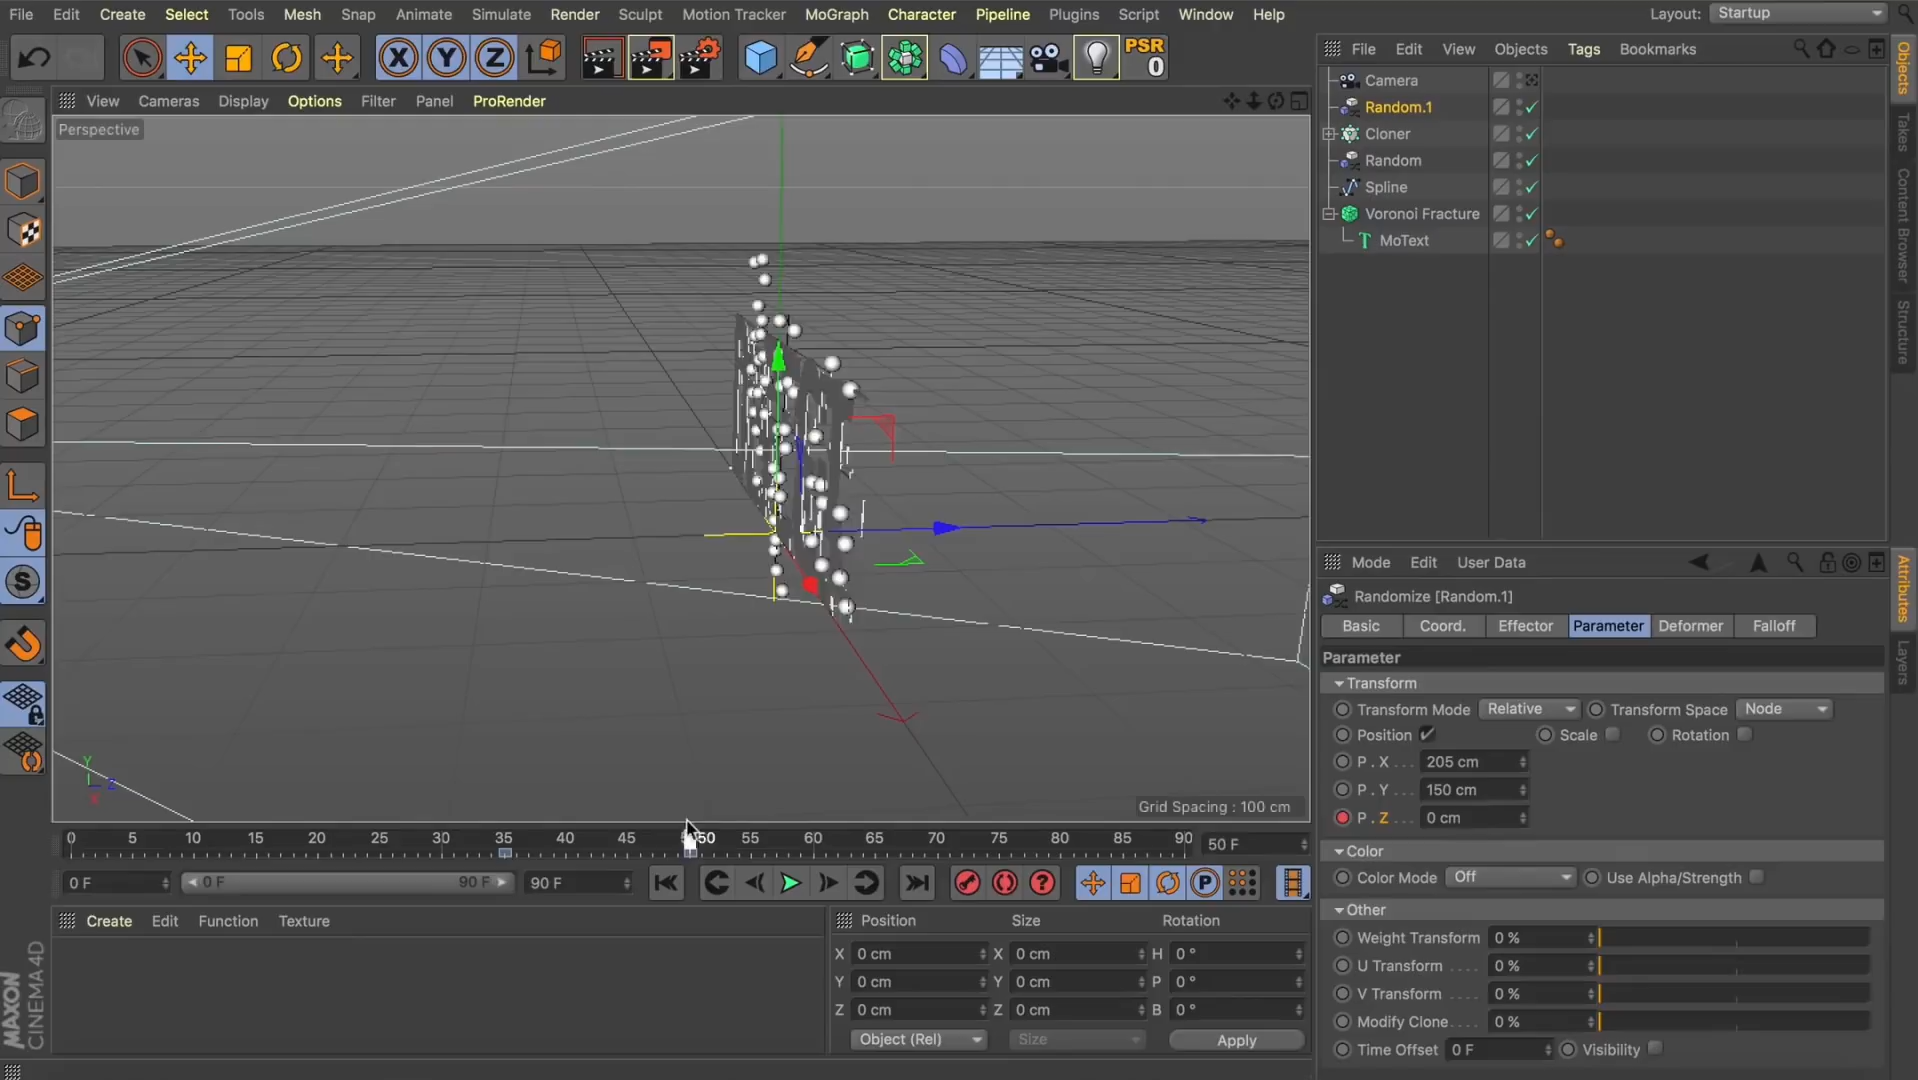 File Edit Create Select Tools Mesh Snap Animate Simulate Render Sculpt Motion Tracker MoGraph Character Pipeline Plugins Script Window Help Layout: Startup
X Y Z PSR 0
File Edit View Objects Tags Bookmarks
View Cameras Display Options Filter Panel ProRender
Perspective
Camera
Random.1
Cloner
Random
Spline
Voronoi Fracture
MoText
Objects
Takes
Content Browser
Structure
Grid Spacing : 100 cm
Y Z X
Mode Edit User Data
Randomize [Random.1]
Basic Coord. Effector Parameter Deformer Falloff
Parameter
Transform
Transform Mode Relative Transform Space Node
Position Scale Rotation
P . X . . . 205 cm
P . Y . . . 150 cm
P . Z . . . 0 cm
Color
Color Mode Off Use Alpha/Strength
Other
Weight Transform 0 %
U Transform . . . . 0 %
V Transform . . . . 0 %
Modify Clone. . . . 0 %
Time Offset 0 F Visibility
Attributes
Layers
0 5 10 15 20 25 30 35 40 45 50 55 60 65 70 75 80 85 90 50 F
0 F 0 F 90 F 90 F
Create Edit Function Texture
Position Size Rotation
X 0 cm X 0 cm H 0 °
Y 0 cm Y 0 cm P 0 °
Z 0 cm Z 0 cm B 0 °
Object (Rel) Size Apply
MAXON
CINEMA 4D